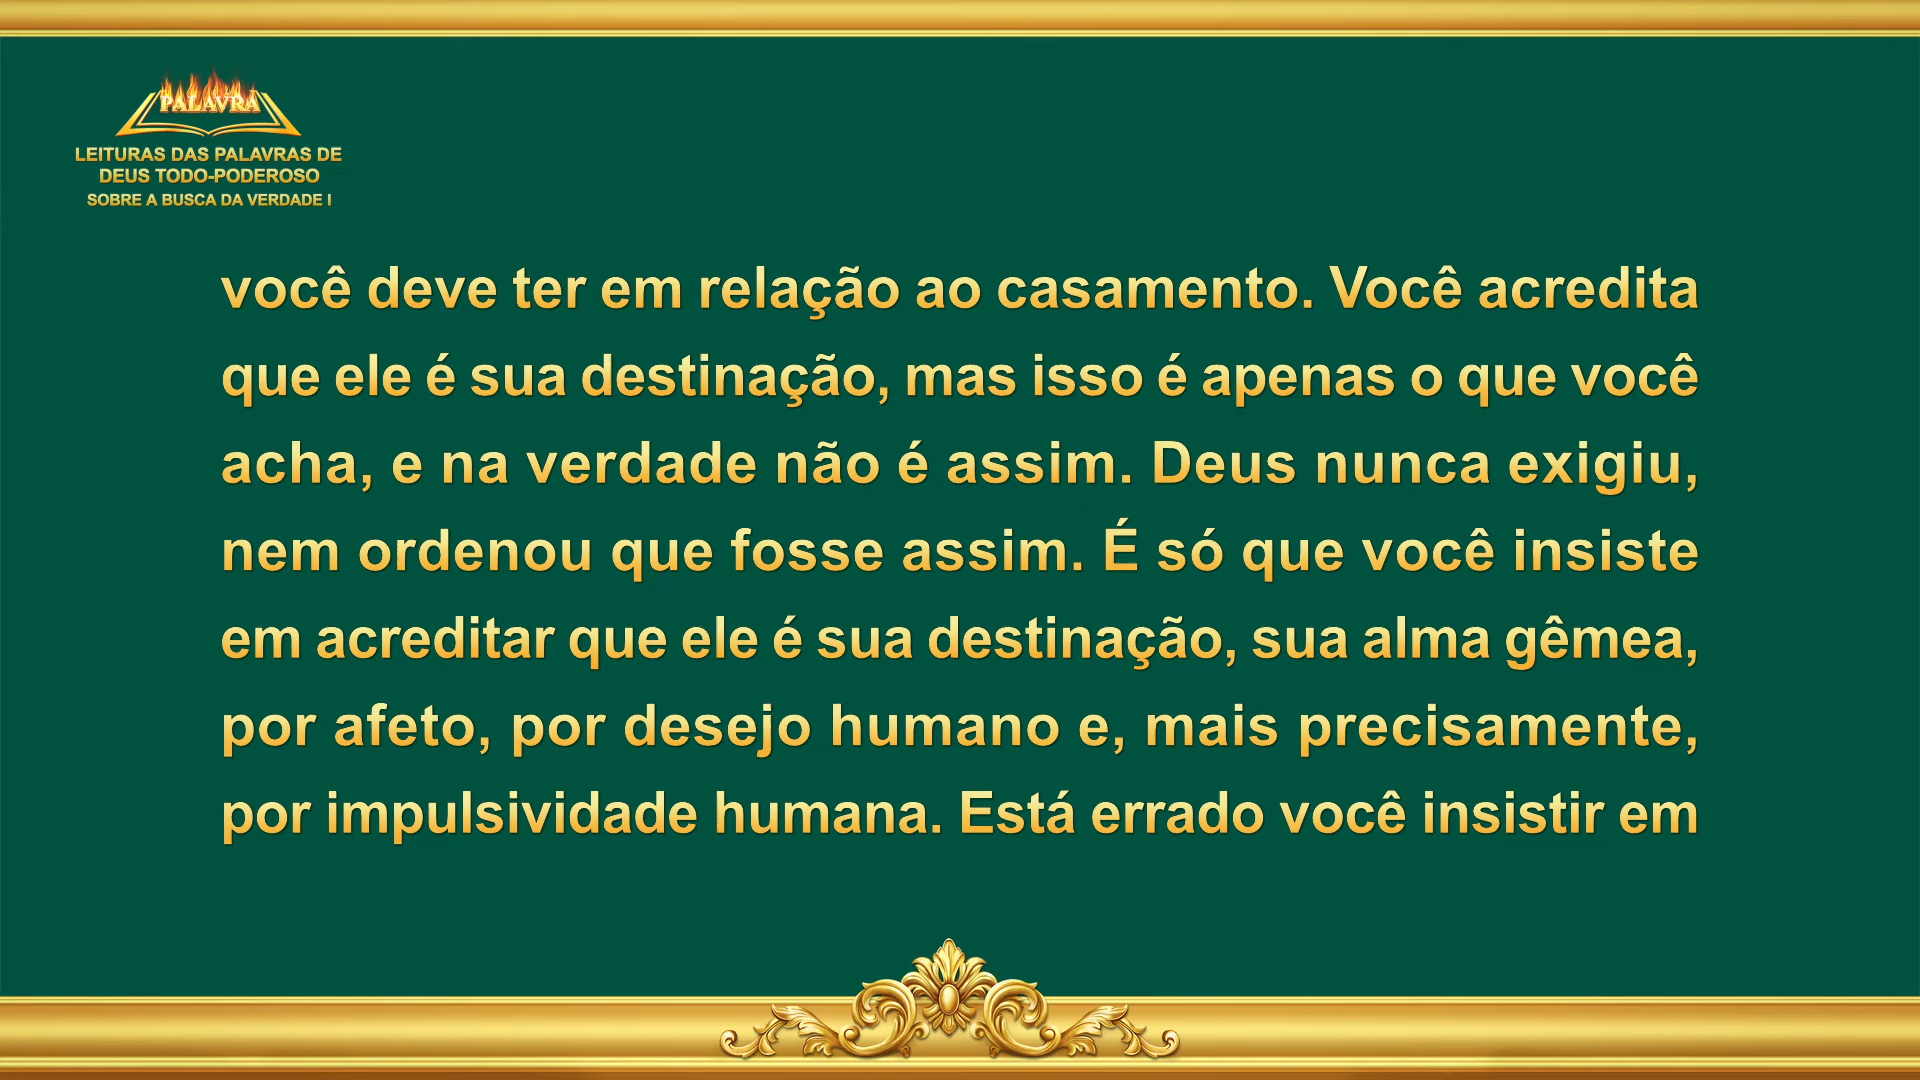 PALAVRA
LEITURAS DAS PALAVRAS DE
DEUS TODO-PODEROSO
SOBRE A BUSCA DA VERDADE I
você deve ter em relação ao casamento. Você acredita
que ele é sua destinação, mas isso é apenas o que você
acha, e na verdade não é assim. Deus nunca exigiu,
nem ordenou que fosse assim. É só que você insiste
em acreditar que ele é sua destinação, sua alma gêmea,
por afeto, por desejo humano e, mais precisamente,
por impulsividade humana. Está errado você insistir em